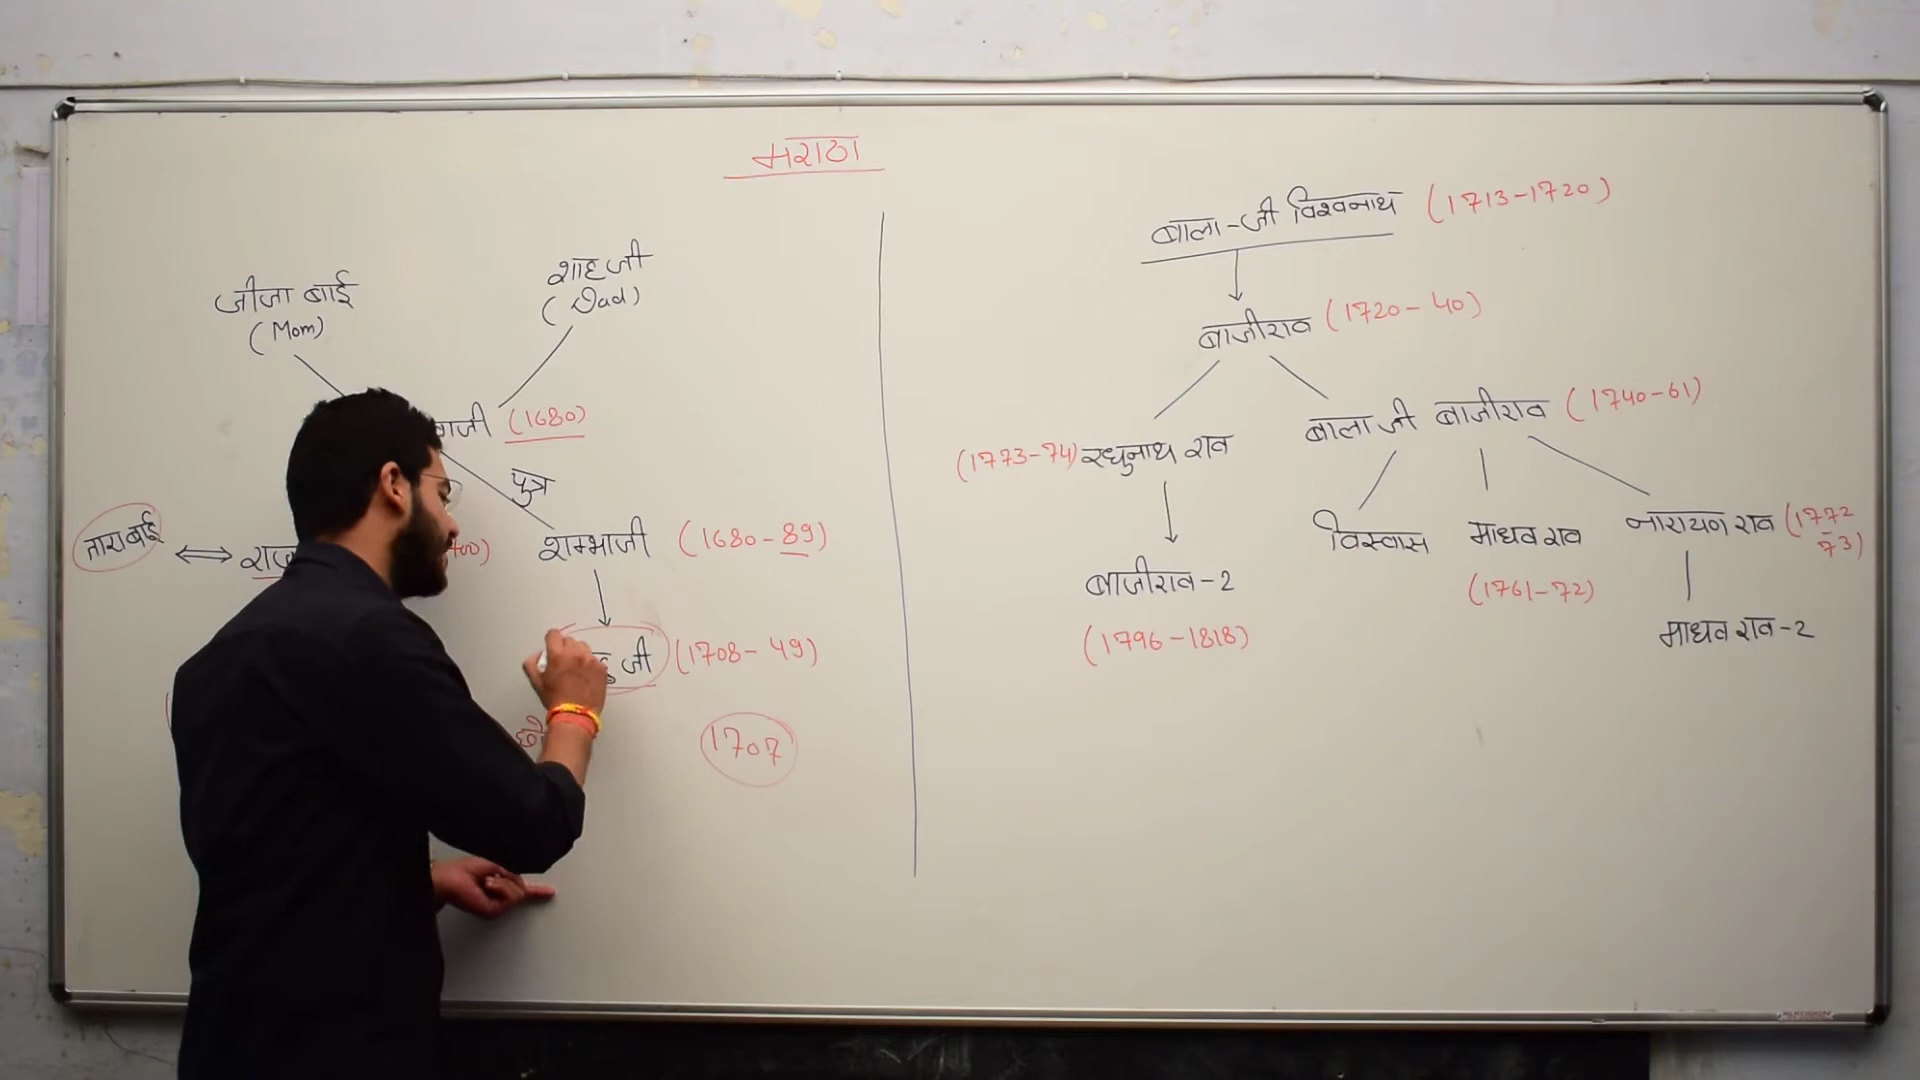 मराठा
जीजा बाई
(Mom)
शाहजी
(Dad)
(1680)
पुत्र
ताराबाई
शम्भाजी (1680-89)
जी (1708-49)
1707
बाला-जी विश्वनाथ (1713-1720)
बाजीराव (1720-40)
बालाजी बाजीराव (1740-61)
(1773-74) रघुनाथ राव
बाजीराव-2
(1796-1818)
विस्वास
माधव राव
(1761-72)
नारायण राव (1772-
73)
माधव राव-2